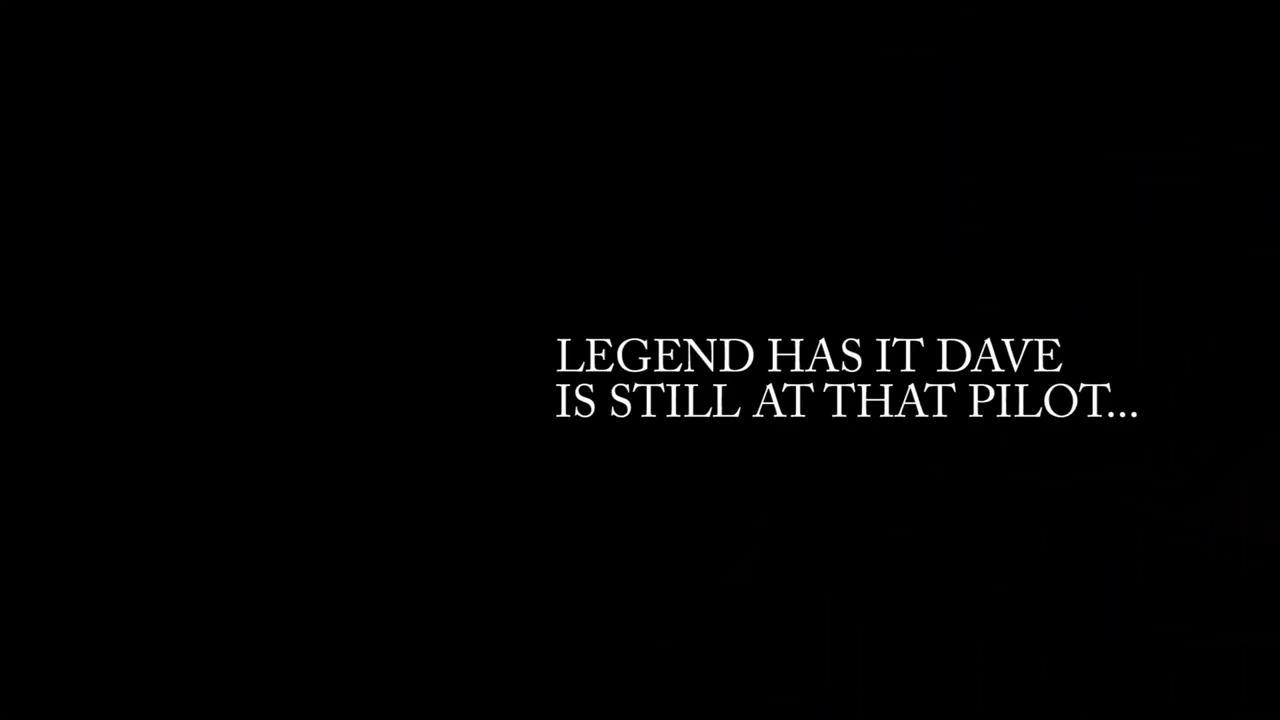 LEGEND HAS IT DAVE
IS STILL AT THAT PILOT...